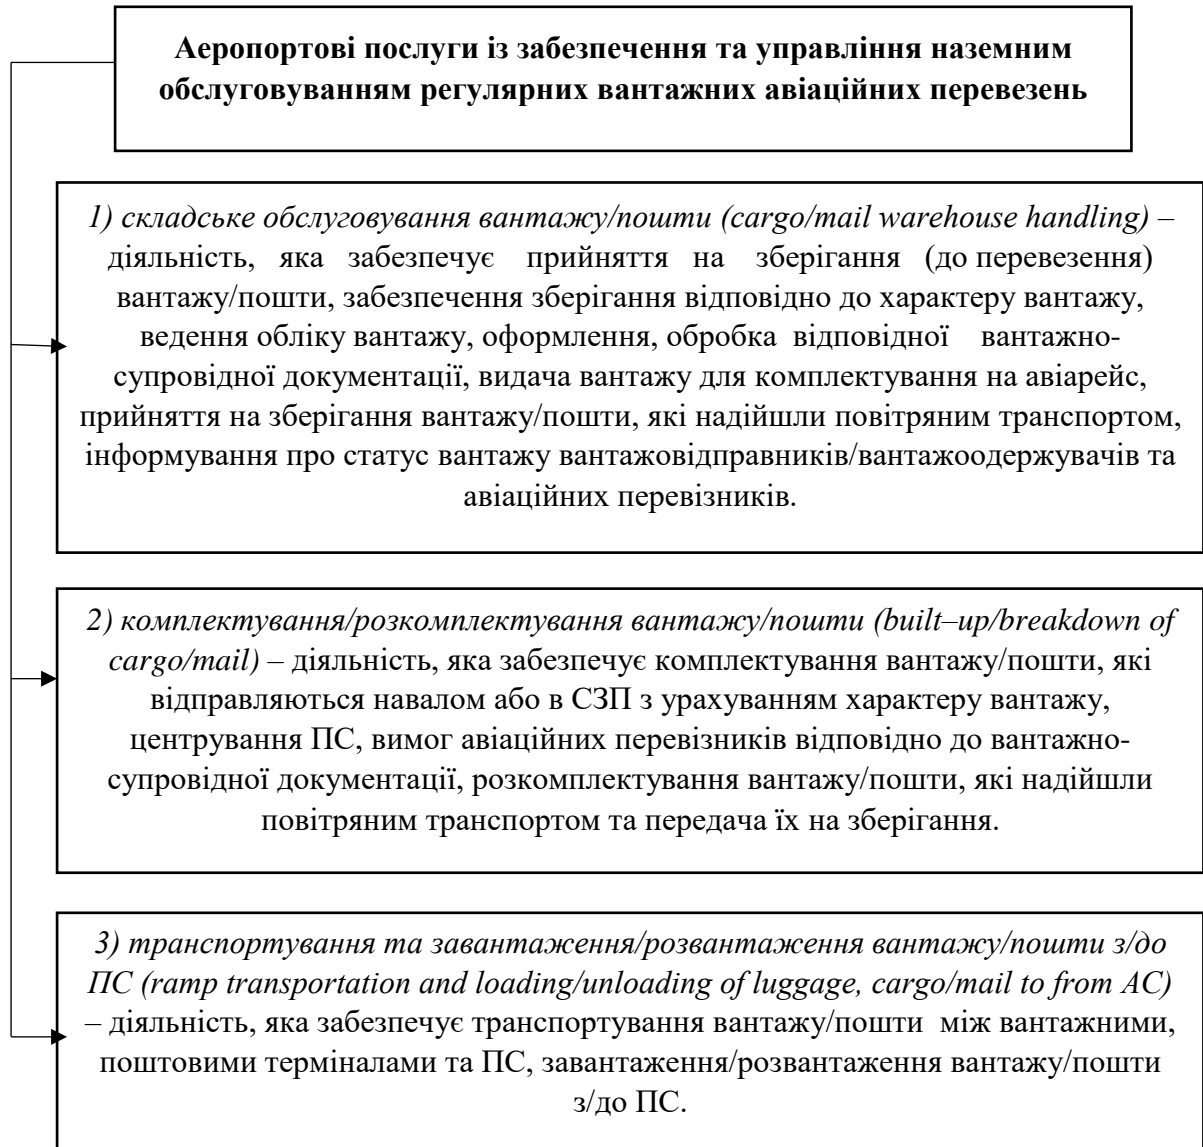 Аеропортові послуги із забезпечення та управління наземним
обслуговуванням регулярних вантажних авіаційних перевезень
1) складське обслуговування вантажу/пошти (cargo/mail warehouse handling) –
діяльність, яка забезпечує прийняття на зберігання (до перевезення)
вантажу/пошти, забезпечення зберігання відповідно до характеру вантажу,
ведення обліку вантажу, оформлення, обробка відповідної вантажно-
супровідної документації, видача вантажу для комплектування на авіарейс,
прийняття на зберігання вантажу/пошти, які надійшли повітряним транспортом,
інформування про статус вантажу вантажовідправників/вантажоодержувачів та
авіаційних перевізників.
2) комплектування/розкомплектування вантажу/пошти (built–up/breakdown of
cargo/mail) – діяльність, яка забезпечує комплектування вантажу/пошти, які
відправляються навалом або в СЗП з урахуванням характеру вантажу,
центрування ПС, вимог авіаційних перевізників відповідно до вантажно-
супровідної документації, розкомплектування вантажу/пошти, які надійшли
повітряним транспортом та передача їх на зберігання.
3) транспортування та завантаження/розвантаження вантажу/пошти з/до
ПС (ramp transportation and loading/unloading of luggage, cargo/mail to from AC)
– діяльність, яка забезпечує транспортування вантажу/пошти між вантажними,
поштовими терміналами та ПС, завантаження/розвантаження вантажу/пошти
з/до ПС.